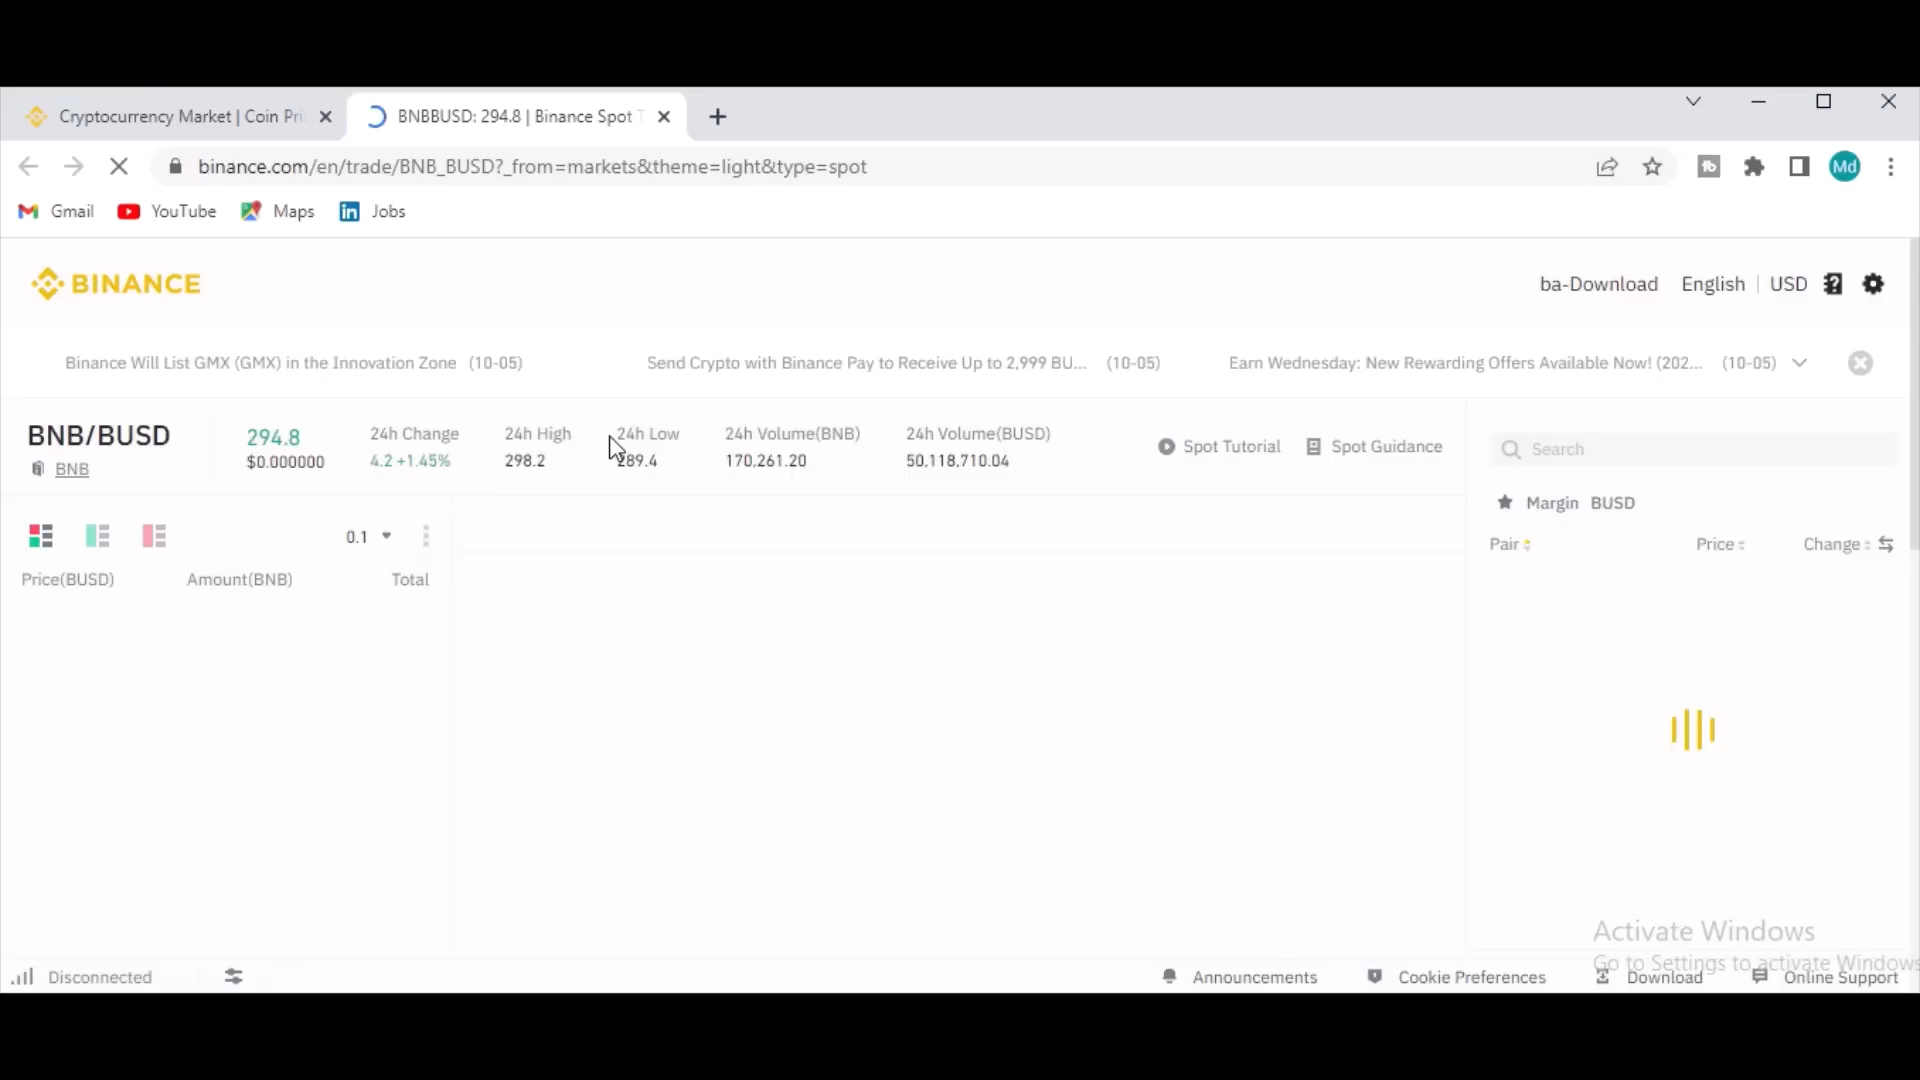 Cryptocurrency Market | Coin Pri
BNBBUSD: 294.8 | Binance Spot T
binance.com/en/trade/BNB_BUSD?_from=markets&theme=light&type=spot
Md
Gmail YouTube Maps Jobs
BINANCE
ba-Download English USD
Binance Will List GMX (GMX) in the Innovation Zone (10-05)
Send Crypto with Binance Pay to Receive Up to 2,999 BU... (10-05)
Earn Wednesday: New Rewarding Offers Available Now! (202... (10-05)
BNB/BUSD
BNB
294.8
$0.000000
24h Change
4.2 +1.45%
24h High
298.2
24h Low
289.4
24h Volume(BNB)
170,261.20
24h Volume(BUSD)
50,118,710.04
Spot Tutorial
Spot Guidance
Search
Margin BUSD
Pair Price Change
0.1
Price(BUSD) Amount(BNB) Total
Activate Windows
Go to Settings to activate Windows
Disconnected
Announcements
Cookie Preferences
Download
Online Support